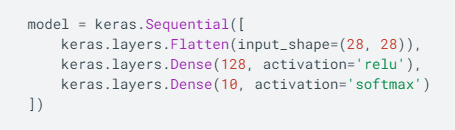 model = keras.Sequential([
    keras.layers.Flatten(input_shape=(28, 28)),
    keras.layers.Dense(128, activation='relu'),
    keras.layers.Dense(10, activation='softmax')
])